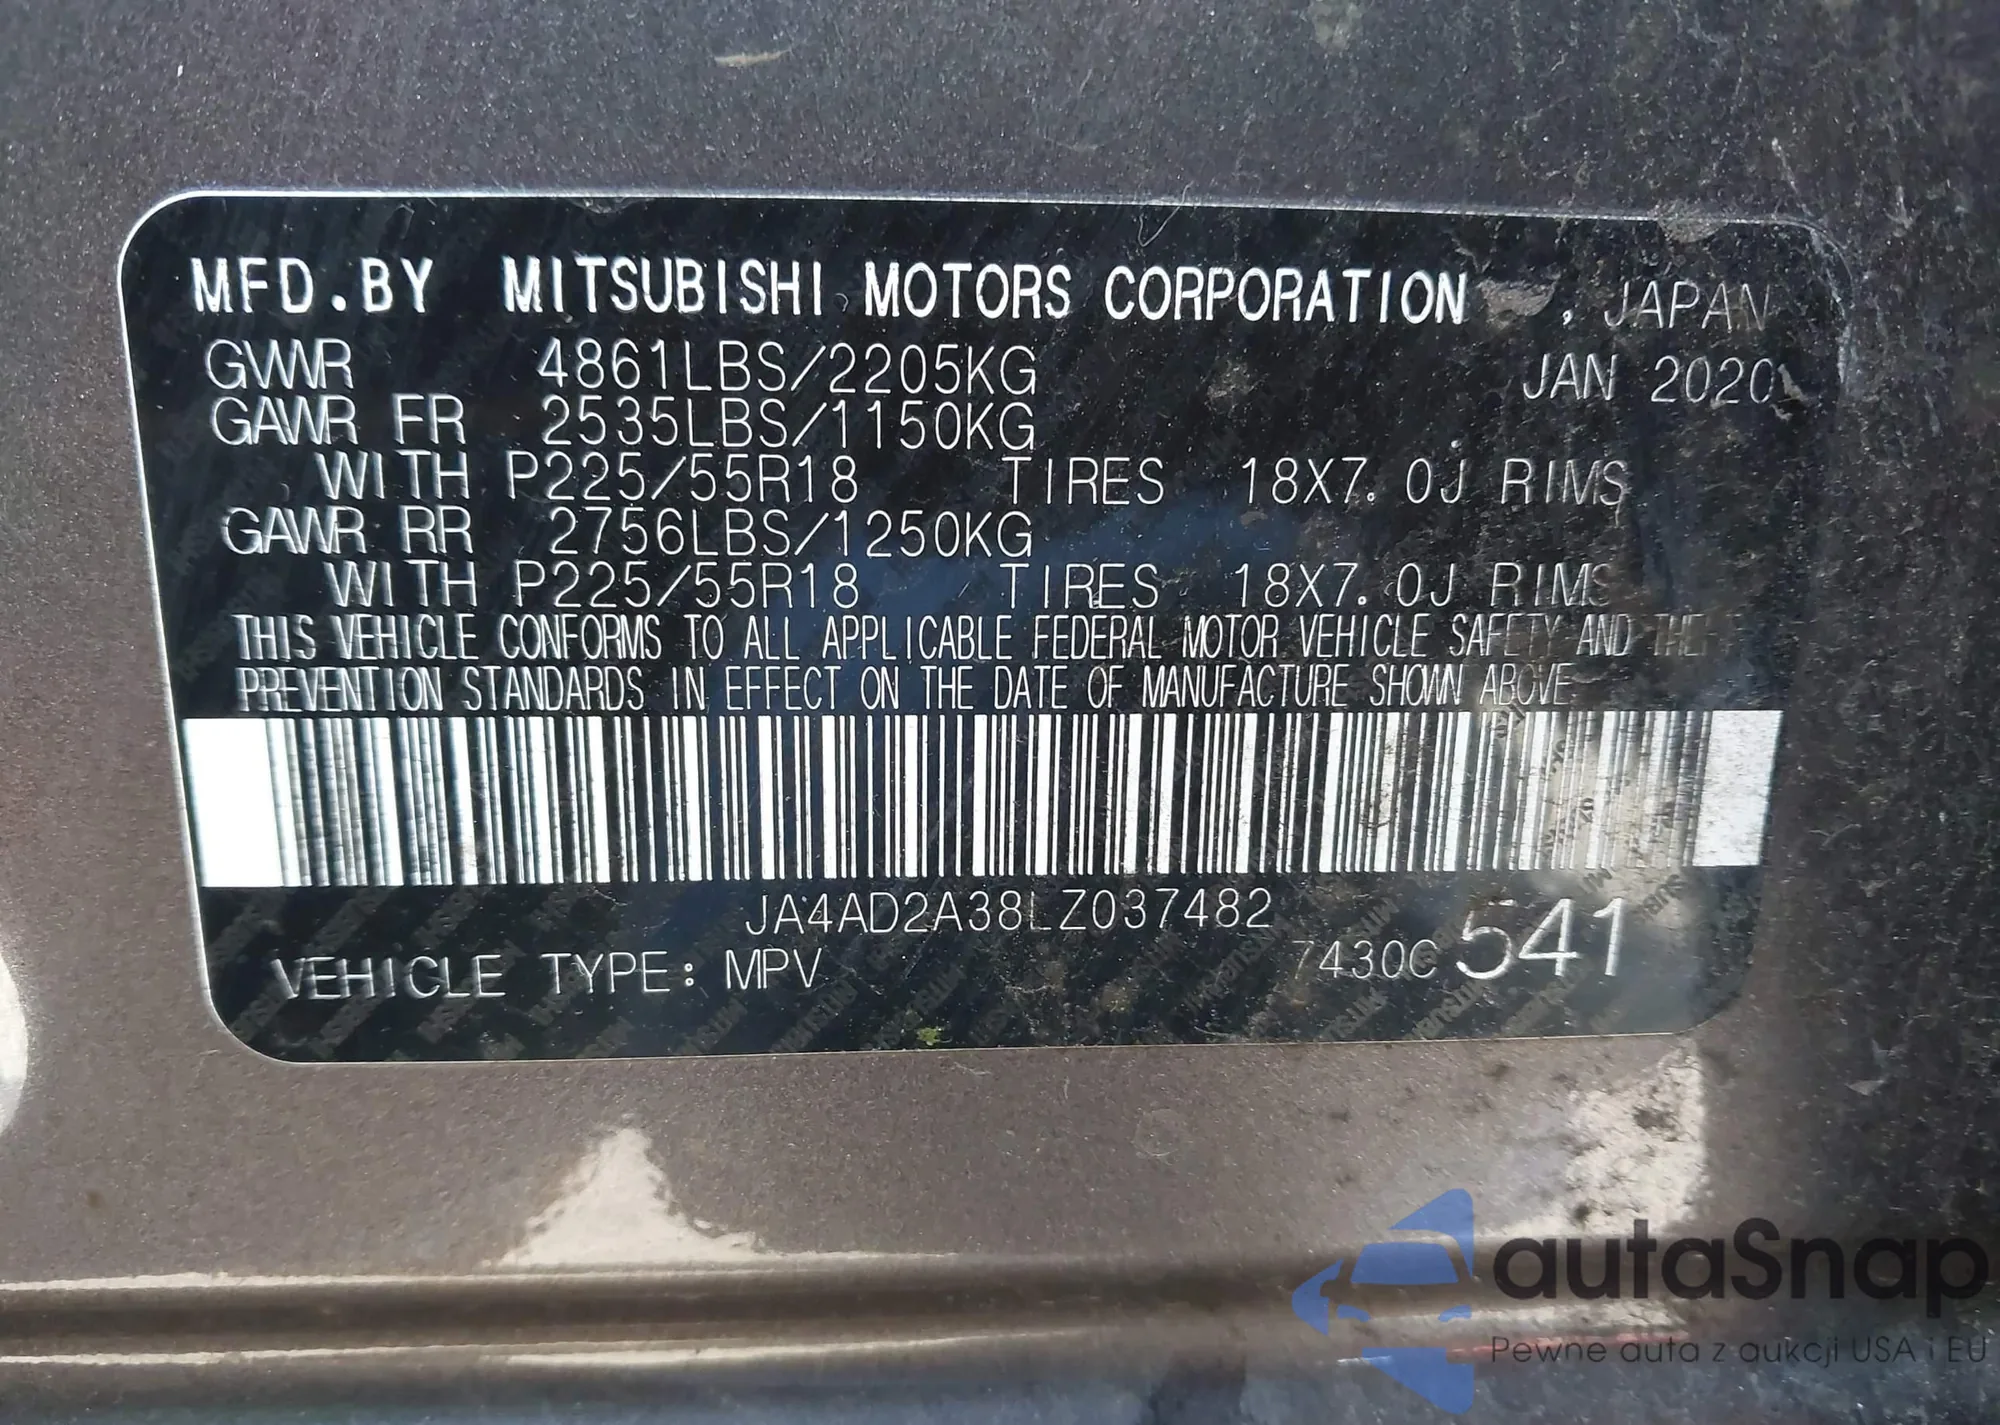 MFD.BY MITSUBISHI MOTORS CORPORATION , JAPAN
GVWR 4861LBS/2205KG JAN 2020
GAWR FR 2535LBS/1150KG
WITH P225/55R18 TIRES 18X7.0J RIMS
GAWR RR 2756LBS/1250KG
WITH P225/55R18 TIRES 18X7.0J RIMS
THIS VEHICLE CONFORMS TO ALL APPLICABLE FEDERAL MOTOR VEHICLE SAFETY AND THEFT
PREVENTION STANDARDS IN EFFECT ON THE DATE OF MANUFACTURE SHOWN ABOVE
JA4AD2A38LZ037482
VEHICLE TYPE: MPV 7430C 541
autaSnap
Pewne auta z aukcji USA i EU